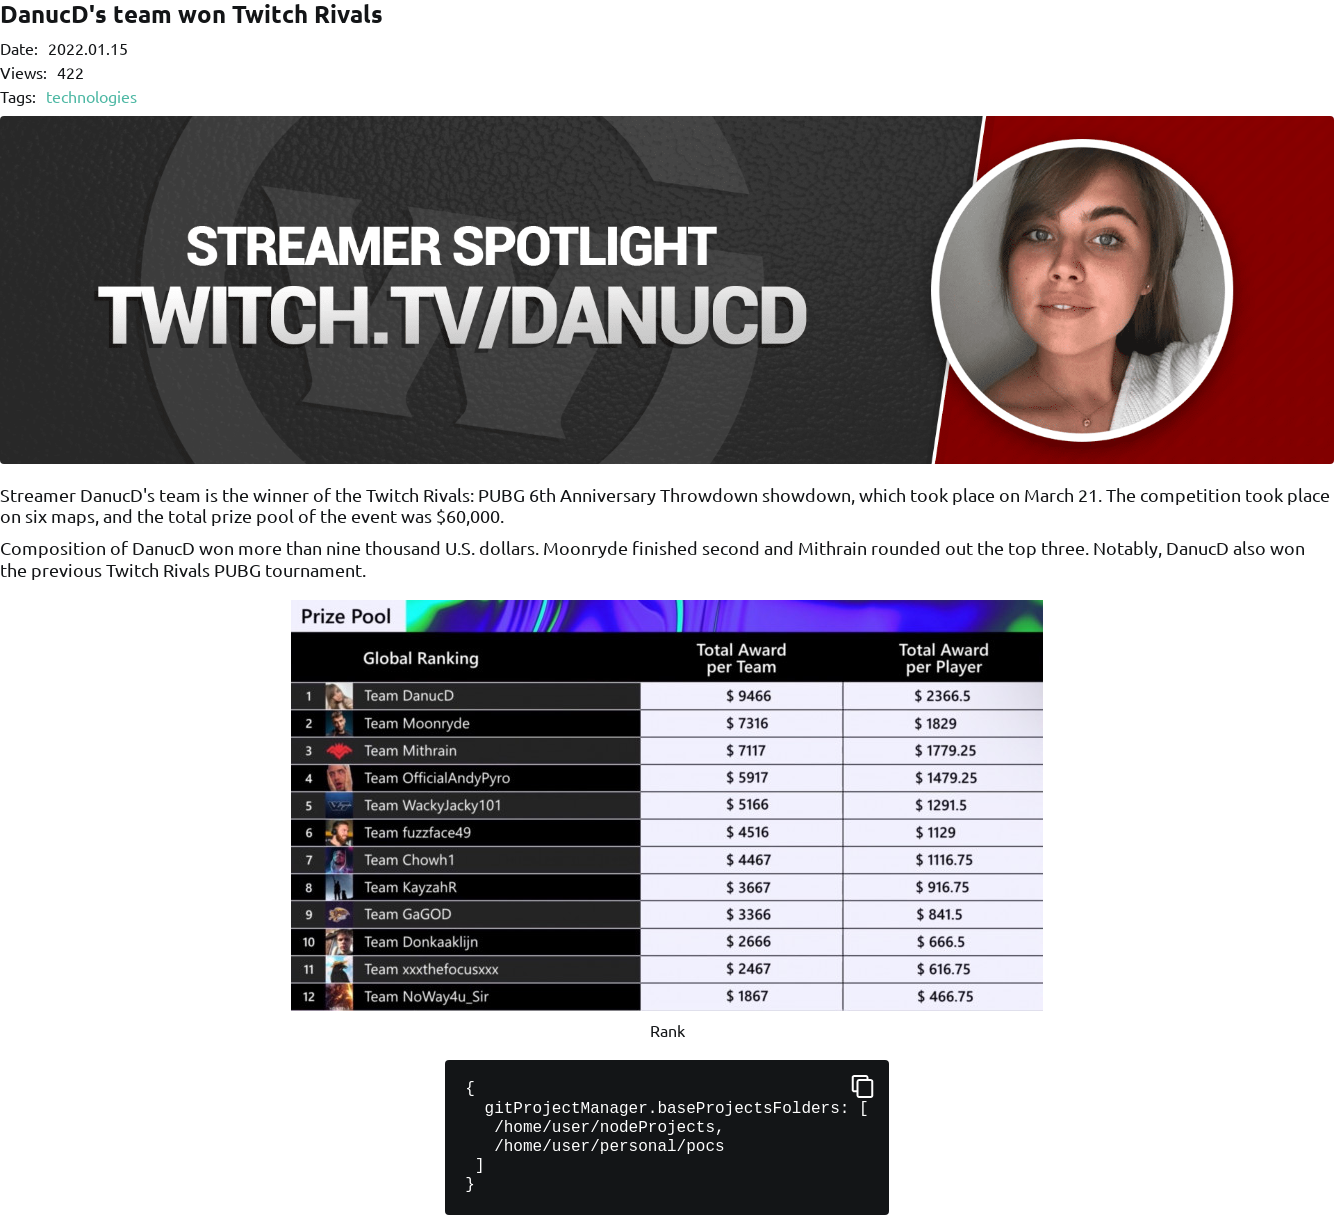 DanucD's team won Twitch Rivals
Date: 2022.01.15
Views: 422
Tags: technologies
STREAMER SPOTLIGHT
TWITCH.TV/DANUCD
Streamer DanucD's team is the winner of the Twitch Rivals: PUBG 6th Anniversary Throwdown showdown, which took place on March 21. The competition took place
on six maps, and the total prize pool of the event was $60,000.
Composition of DanucD won more than nine thousand U.S. dollars. Moonryde finished second and Mithrain rounded out the top three. Notably, DanucD also won
the previous Twitch Rivals PUBG tournament.
Prize Pool
Global Ranking Total Award per Team Total Award per Player
1 Team DanucD $ 9466 $ 2366.5
2 Team Moonryde $ 7316 $ 1829
3 Team Mithrain $ 7117 $ 1779.25
4 Team OfficialAndyPyro $ 5917 $ 1479.25
5 Team WackyJacky101 $ 5166 $ 1291.5
6 Team fuzzface49 $ 4516 $ 1129
7 Team Chowh1 $ 4467 $ 1116.75
8 Team KayzahR $ 3667 $ 916.75
9 Team GaGOD $ 3366 $ 841.5
10 Team Donkaaklijn $ 2666 $ 666.5
11 Team xxxthefocusxxx $ 2467 $ 616.75
12 Team NoWay4u_Sir $ 1867 $ 466.75
Rank
{
gitProjectManager.baseProjectsFolders: [
/home/user/nodeProjects,
/home/user/personal/pocs
]
}